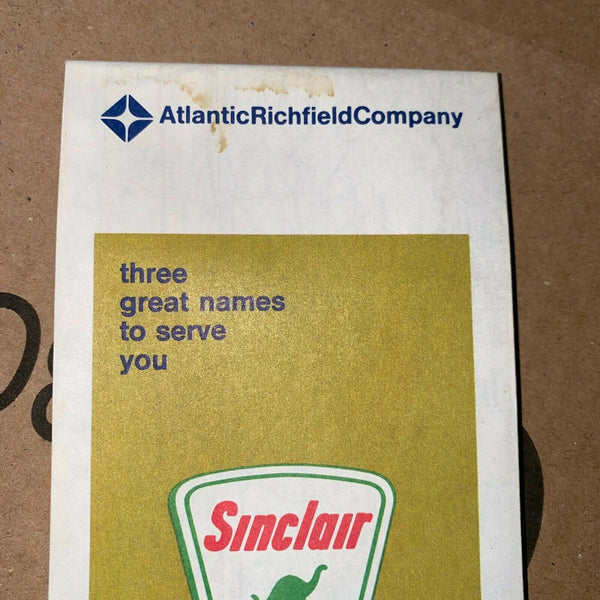 AtlanticRichfieldCompany
three
great names
to serve
you
Sinclair